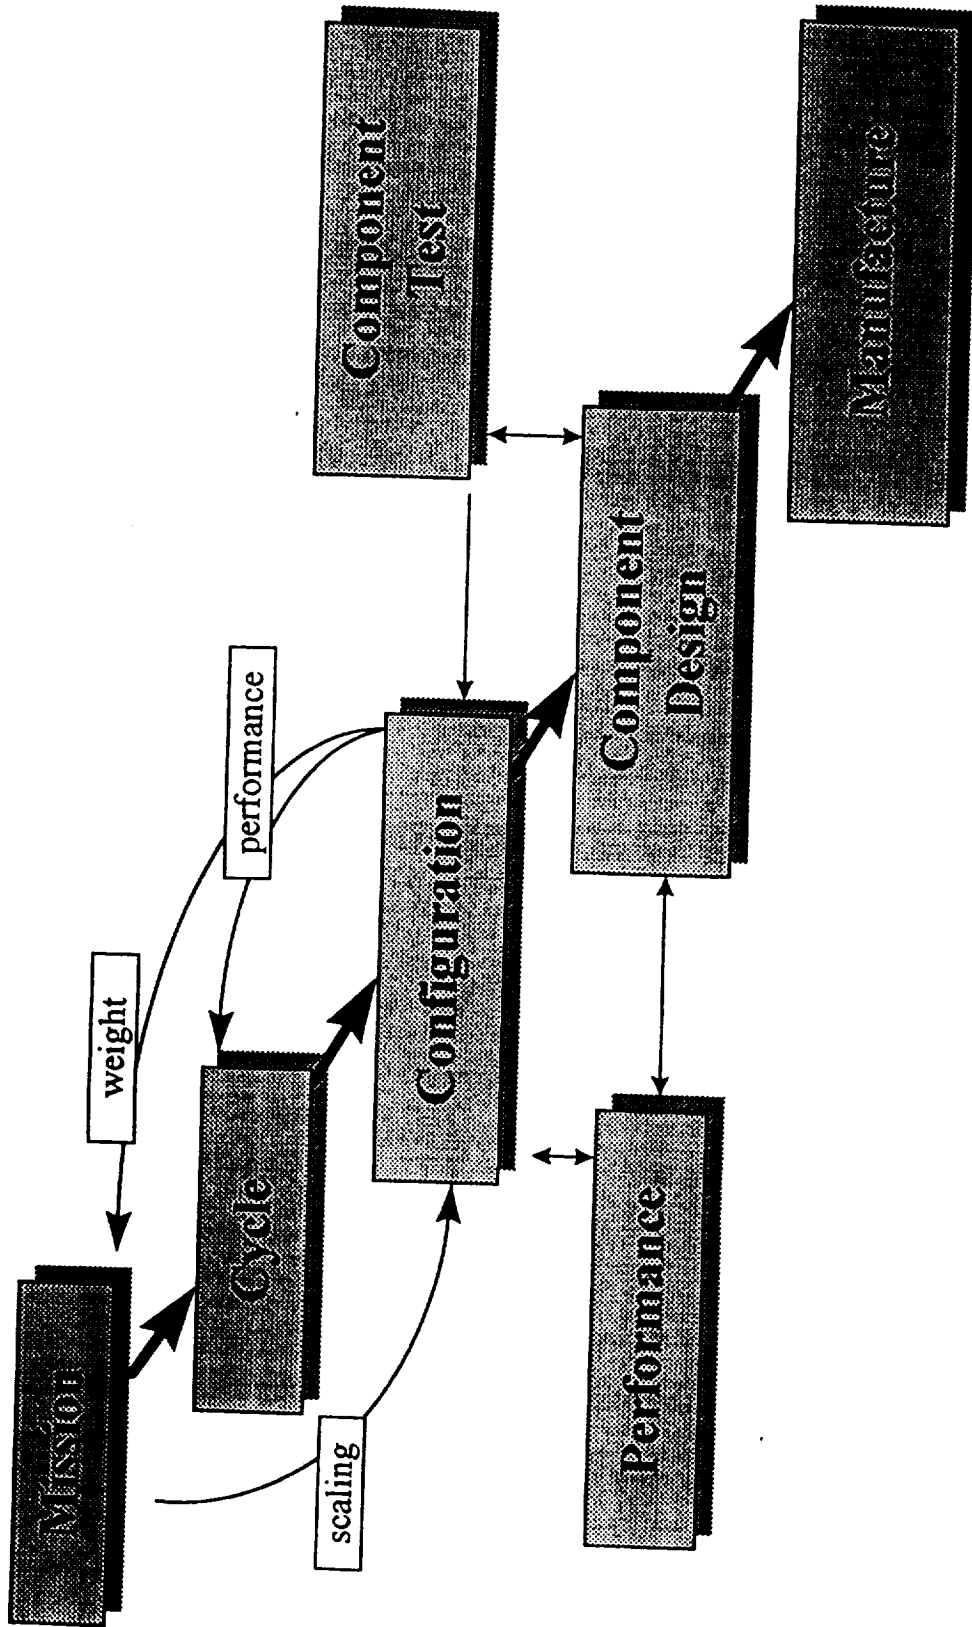 Mission
weight
Cycle
performance
scaling
Configuration
Component
Test
Performance
Component
Design
Manufacture